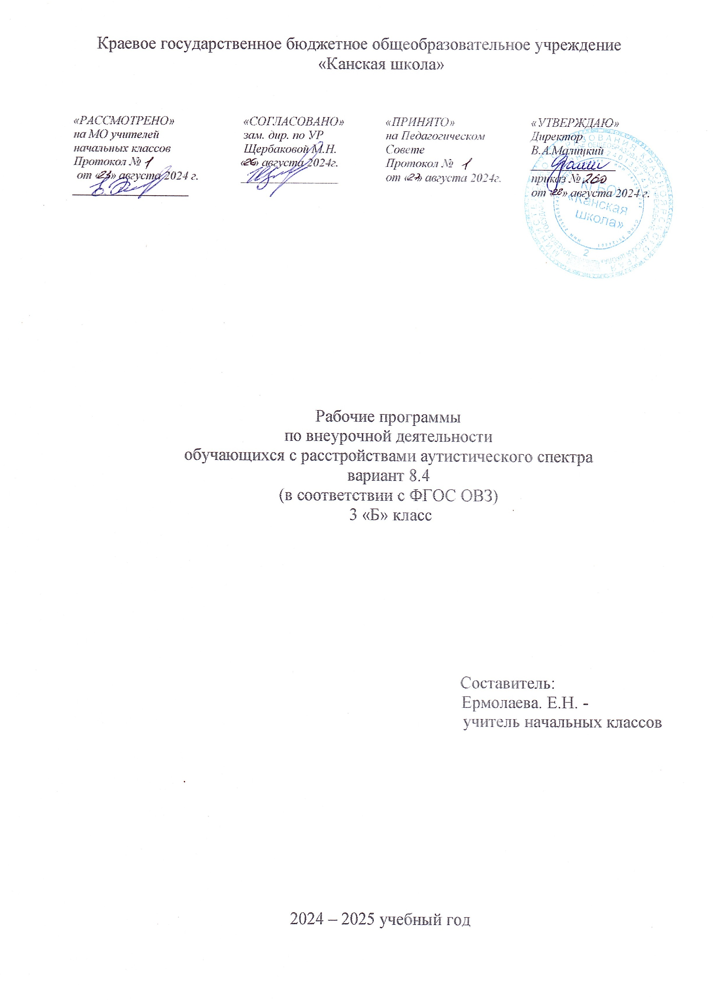 Краевое государственное бюджетное общеобразовательное учреждение
«Канская школа»
«РАССМОТРЕНО»
на МО учителей
начальных классов
Протокол № 1
от «23» августа 2024 г.
«СОГЛАСОВАНО»
зам. дир. по УР
Щербаковой М.Н.
«26» августа 2024г.
«ПРИНЯТО»
на Педагогическом
Совете
Протокол № 1
от «27» августа 2024г.
«УТВЕРЖДАЮ»
Директор
В.А.Малицкий
приказ № 260
от «28» августа 2024 г.
КГБОУ
«Канская
школа»
2
Рабочие программы
по внеурочной деятельности
обучающихся с расстройствами аутистического спектра
вариант 8.4
(в соответствии с ФГОС ОВЗ)
3 «Б» класс
Составитель:
Ермолаева. Е.Н. -
учитель начальных классов
2024 – 2025 учебный год